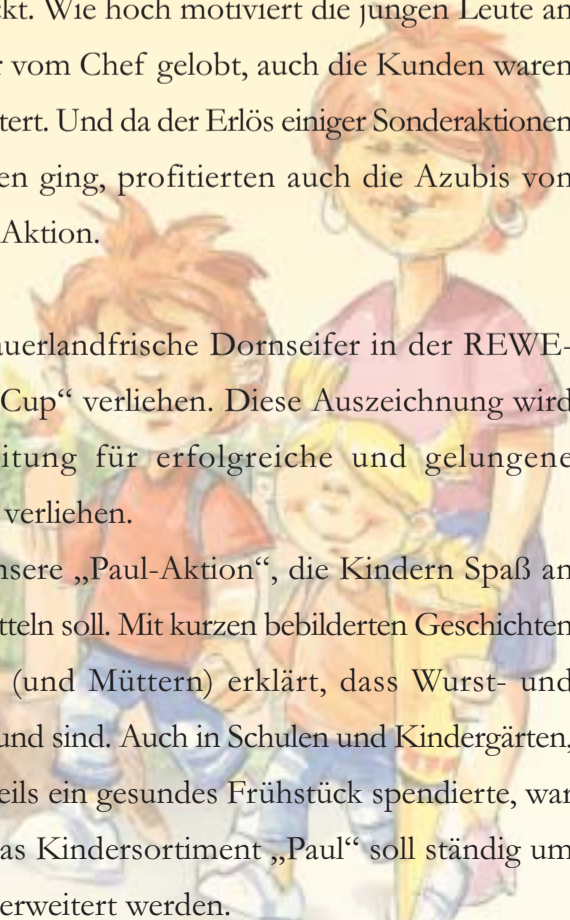 ckt. Wie hoch motiviert die jungen Leute an
r vom Chef gelobt, auch die Kunden waren
tert. Und da der Erlös einiger Sonderaktionen
en ging, profitierten auch die Azubis von
Aktion.
auerlandfrische Dornseifer in der REWE-
Cup“ verliehen. Diese Auszeichnung wird
itung für erfolgreiche und gelungene
verliehen.
nsere „Paul-Aktion“, die Kindern Spaß an
tteln soll. Mit kurzen bebilderten Geschichten
(und Müttern) erklärt, dass Wurst- und
und sind. Auch in Schulen und Kindergärten,
eils ein gesundes Frühstück spendierte, war
as Kindersortiment „Paul“ soll ständig um
erweitert werden.